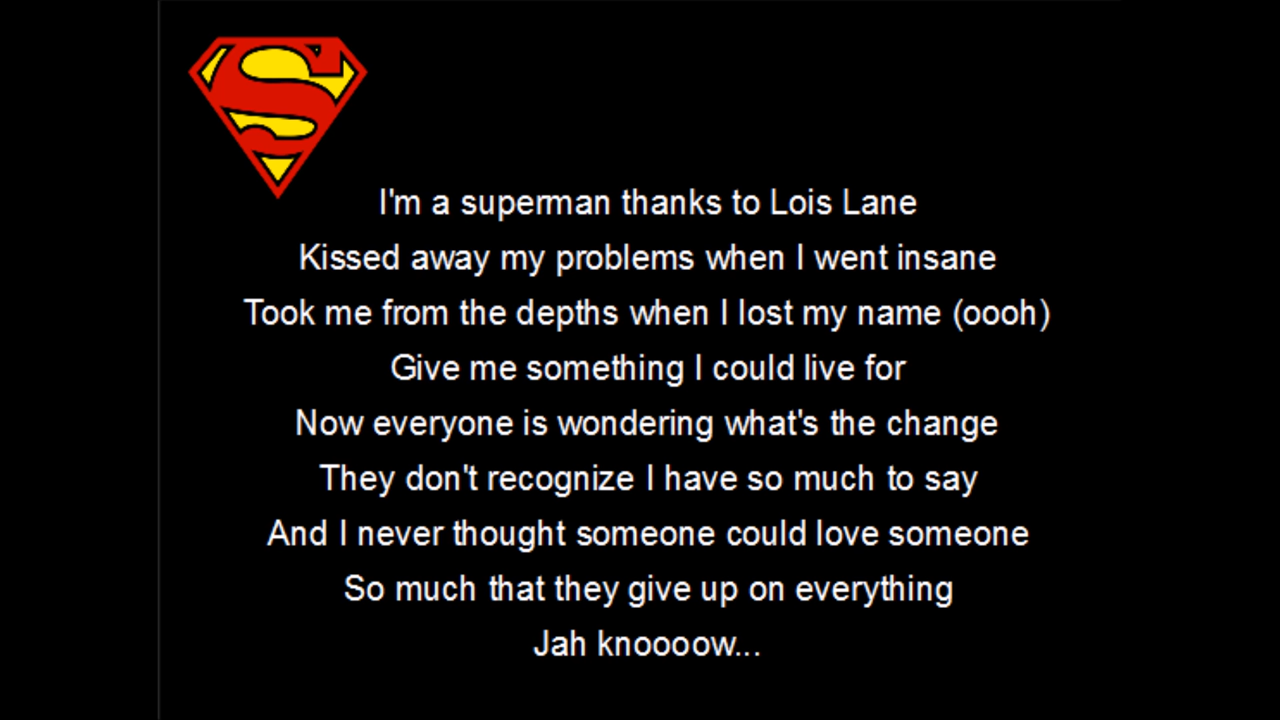 S
I'm a superman thanks to Lois Lane
Kissed away my problems when I went insane
Took me from the depths when I lost my name (oooh)
Give me something I could live for
Now everyone is wondering what's the change
They don't recognize I have so much to say
And I never thought someone could love someone
So much that they give up on everything
Jah knoooow...